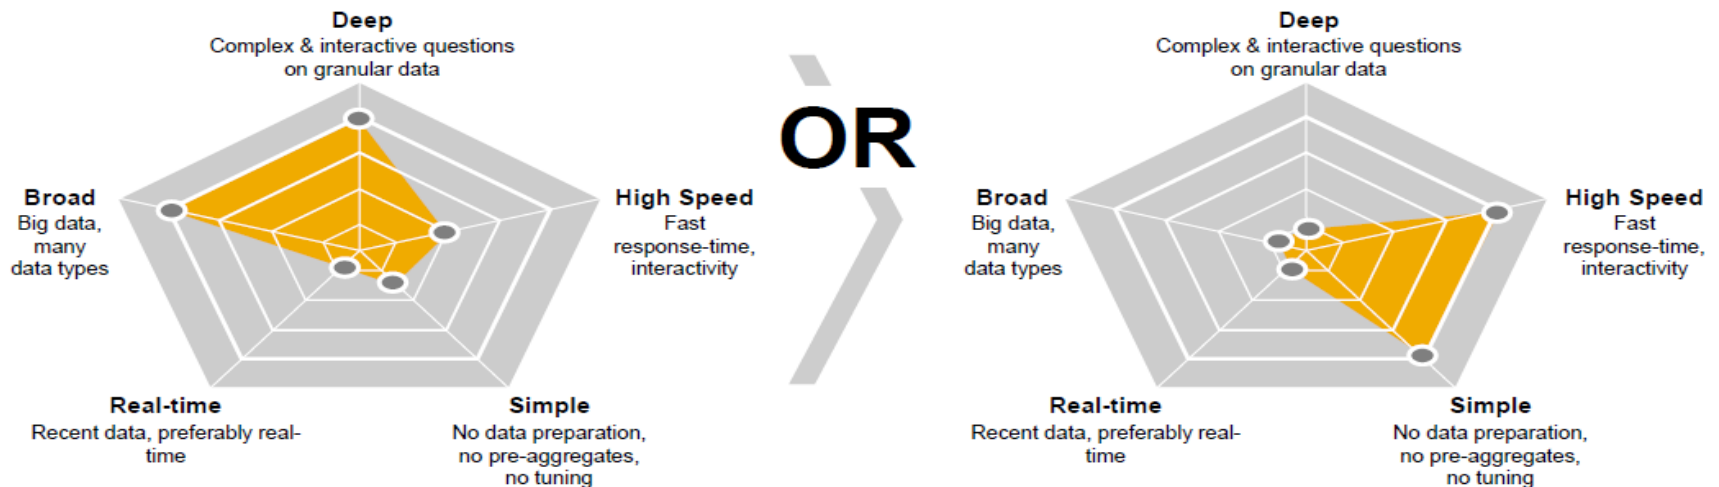 Deep
Complex & interactive questions
on granular data
Broad
Big data,
many
data types
High Speed
Fast
response-time,
interactivity
Real-time
Recent data, preferably real-
time
Simple
No data preparation,
no pre-aggregates,
no tuning
OR
Deep
Complex & interactive questions
on granular data
Broad
Big data,
many
data types
High Speed
Fast
response-time,
interactivity
Real-time
Recent data, preferably real-
time
Simple
No data preparation,
no pre-aggregates,
no tuning